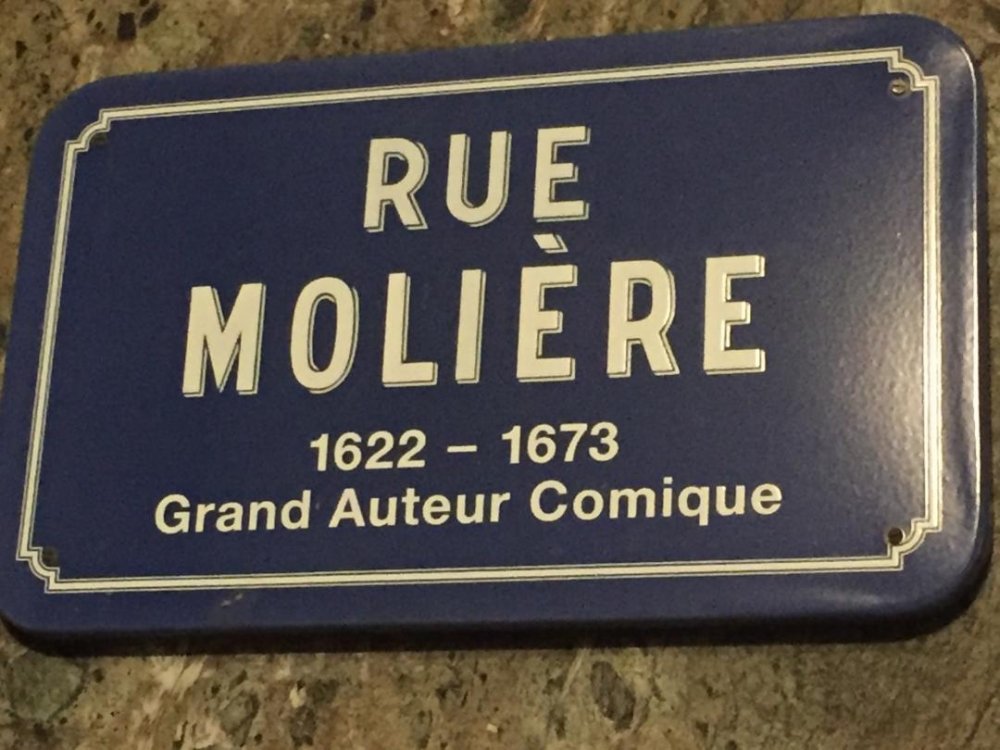 RUE
MOLIÈRE
1622 – 1673
Grand Auteur Comique